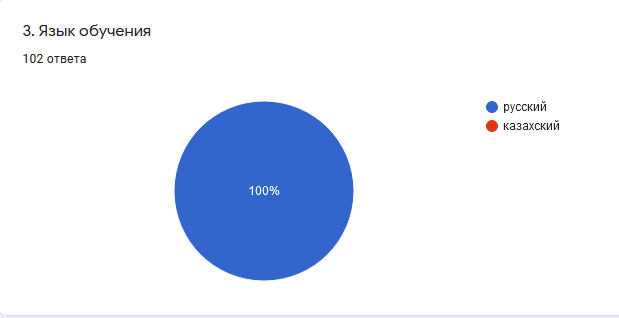 3. Язык обучения
102 ответа
русский
казахский
100%